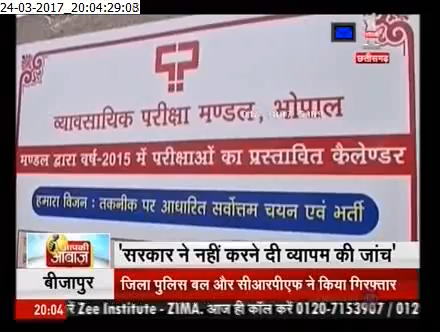 24-03-2017_20:04:29:08
छत्तीसगढ़
व्यावसायिक परीक्षा मण्डल, भोपाल
मण्डल द्वारा वर्ष-2015 में परीक्षाओं का प्रस्तावित कैलेण्डर
हमारा विजन : तकनीक पर आधारित सर्वोत्तम चयन एवं भर्ती
आपकी
आवाज़
'सरकार ने नहीं करने दी व्यापम की जांच'
बीजापुर
जिला पुलिस बल और सीआरपीएफ ने किया गिरफ्तार
20:04 में Zee Institute - ZIMA. आज ही कॉल करें 0120-7153907 / 012